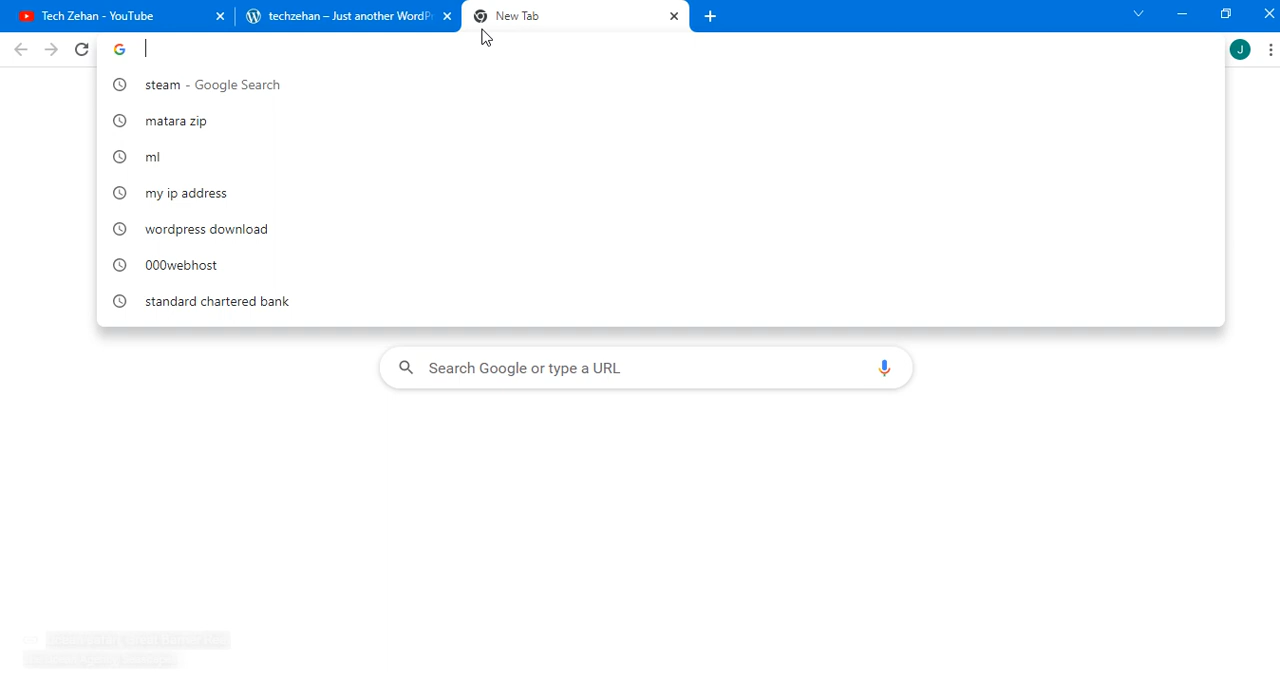 Tech Zehan - YouTube
techzehan – Just another WordP
New Tab
J
steam - Google Search
matara zip
ml
my ip address
wordpress download
000webhost
standard chartered bank
Search Google or type a URL